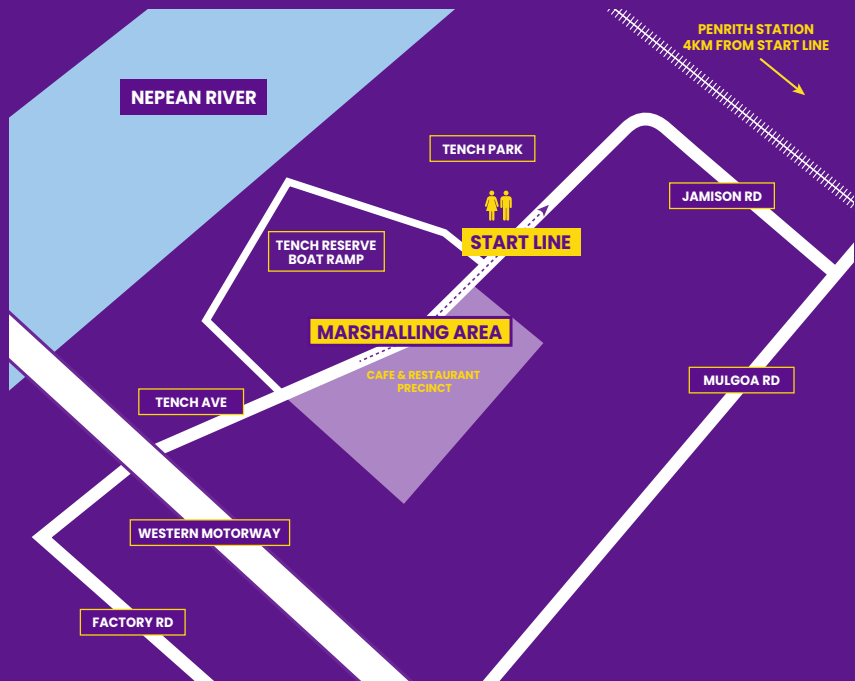 PENRITH STATION
4KM FROM START LINE
NEPEAN RIVER
TENCH PARK
JAMISON RD
START LINE
TENCH RESERVE
BOAT RAMP
MARSHALLING AREA
CAFE & RESTAURANT
PRECINCT
MULGOA RD
TENCH AVE
WESTERN MOTORWAY
FACTORY RD